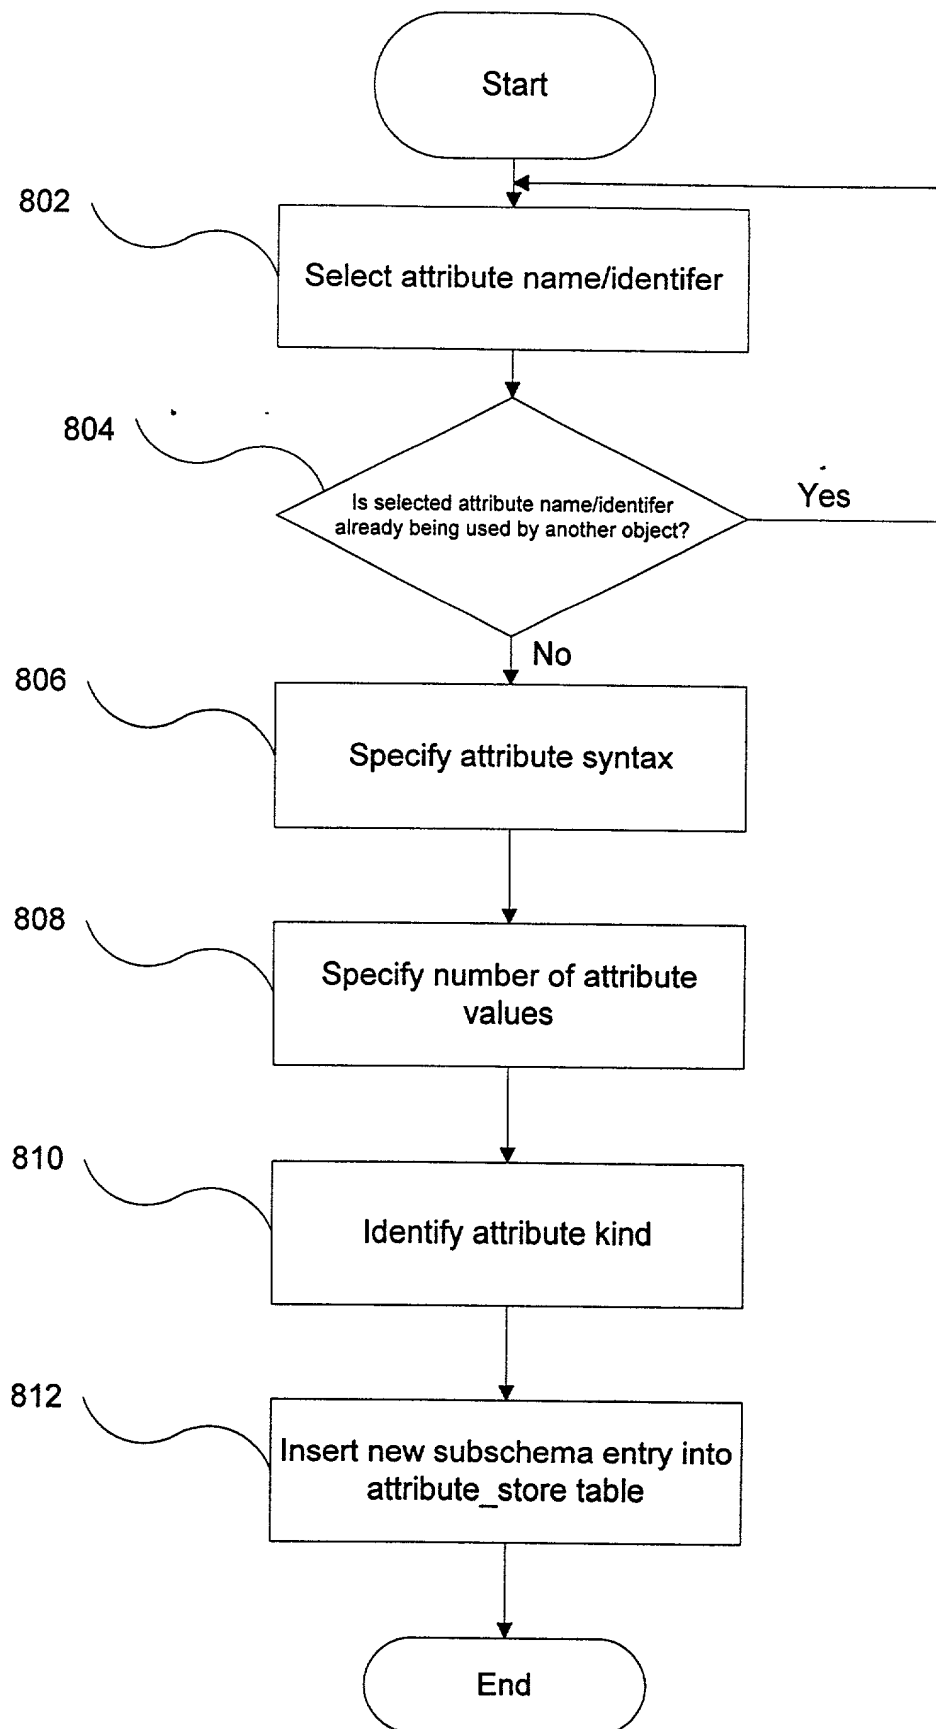 Start
802
Select attribute name/identifer
804
Is selected attribute name/identifer
already being used by another object?
Yes
No
806
Specify attribute syntax
808
Specify number of attribute
values
810
Identify attribute kind
812
Insert new subschema entry into
attribute_store table
End